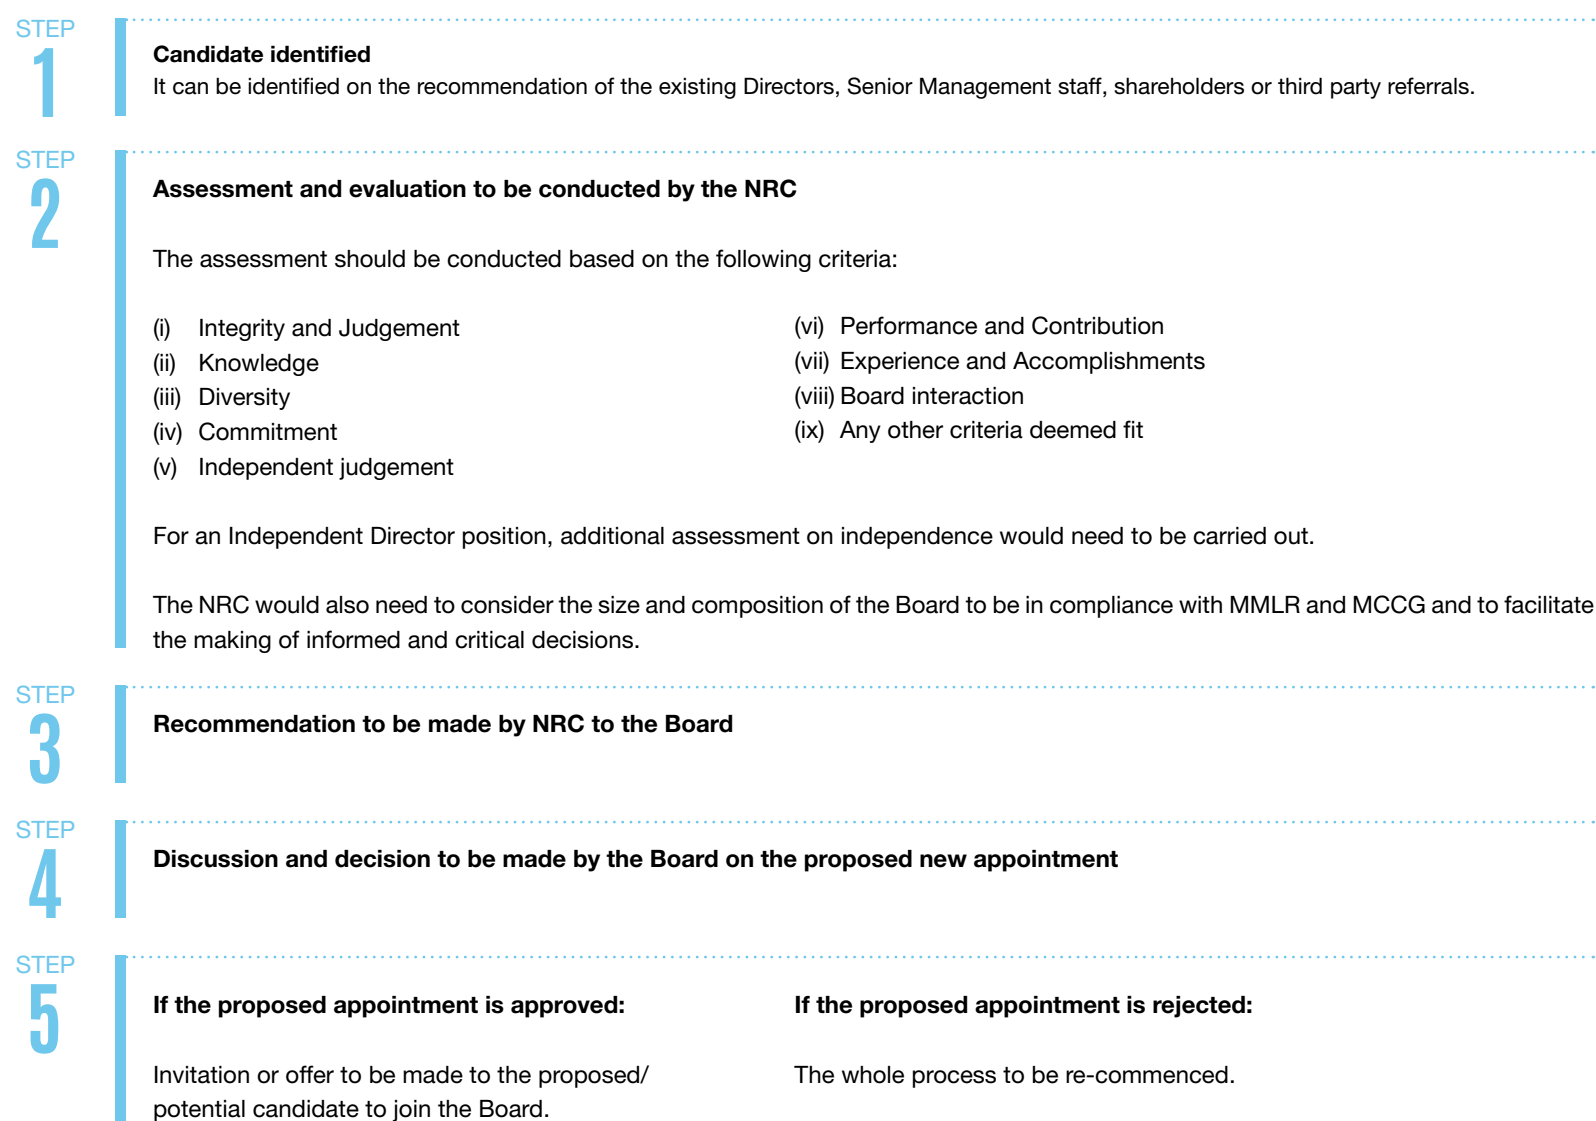 STEP
1
Candidate identified
It can be identified on the recommendation of the existing Directors, Senior Management staff, shareholders or third party referrals.
STEP
2
Assessment and evaluation to be conducted by the NRC
The assessment should be conducted based on the following criteria:
(i) Integrity and Judgement
(ii) Knowledge
(iii) Diversity
(iv) Commitment
(v) Independent judgement
(vi) Performance and Contribution
(vii) Experience and Accomplishments
(viii) Board interaction
(ix) Any other criteria deemed fit
For an Independent Director position, additional assessment on independence would need to be carried out.
The NRC would also need to consider the size and composition of the Board to be in compliance with MMLR and MCCG and to facilitate
the making of informed and critical decisions.
STEP
3
Recommendation to be made by NRC to the Board
STEP
4
Discussion and decision to be made by the Board on the proposed new appointment
STEP
5
If the proposed appointment is approved:
Invitation or offer to be made to the proposed/
potential candidate to join the Board.
If the proposed appointment is rejected:
The whole process to be re-commenced.